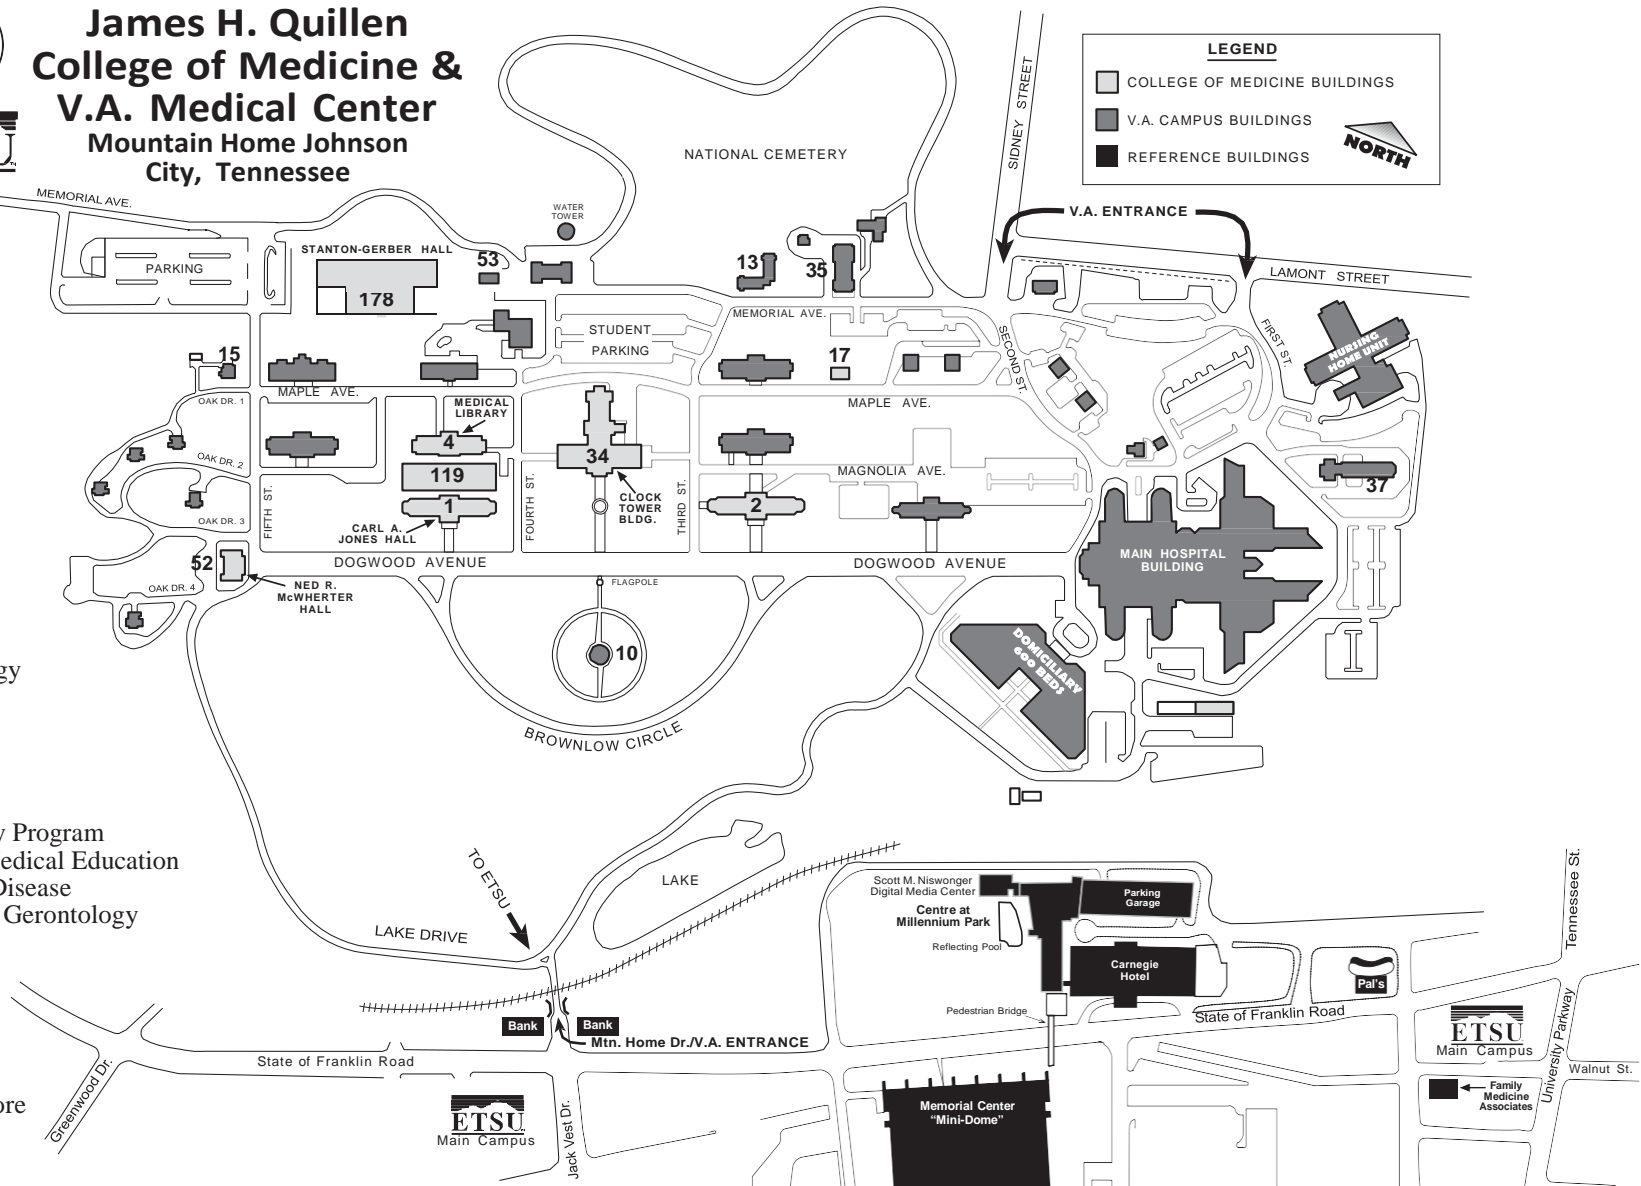 James H. Quillen
College of Medicine &
V.A. Medical Center
Mountain Home Johnson
City, Tennessee
LEGEND
COLLEGE OF MEDICINE BUILDINGS
V.A. CAMPUS BUILDINGS
REFERENCE BUILDINGS
NORTH
SIDNEY STREET
NATIONAL CEMETERY
V.A. ENTRANCE
MEMORIAL AVE.
WATER
TOWER
STANTON-GERBER HALL
53
13
35
LAMONT STREET
PARKING
178
MEMORIAL AVE.
STUDENT
PARKING
SECOND ST.
FIRST ST.
NURSING
HOME UNIT
15
17
MAPLE AVE.
OAK DR. 1
MEDICAL
LIBRARY
MAPLE AVE.
4
34
OAK DR. 2
119
MAGNOLIA AVE.
37
FIFTH ST.
FOURTH ST.
THIRD ST.
CLOCK
TOWER
BLDG.
1
2
OAK DR. 3
CARL A.
JONES HALL
52
DOGWOOD AVENUE
DOGWOOD AVENUE
MAIN HOSPITAL
BUILDING
OAK DR. 4
NED R.
McWHERTER
HALL
FLAGPOLE
10
DOMICILIARY
600 BEDS
gy
BROWNLOW CIRCLE
y Program
edical Education
Disease
Gerontology
TO ETSU
LAKE
LAKE DRIVE
Scott M. Niswonger
Digital Media Center
Parking
Garage
Centre at
Millennium Park
Reflecting Pool
Carnegie
Hotel
Pal's
Tennessee St.
Pedestrian Bridge
State of Franklin Road
Bank
Bank
Mtn. Home Dr./V.A. ENTRANCE
State of Franklin Road
Greenwood Dr.
ETSU
Main Campus
University Parkway
Walnut St.
Family
Medicine
Associates
ore
ETSU
Main Campus
Jack Vest Dr.
Memorial Center
“Mini-Dome”